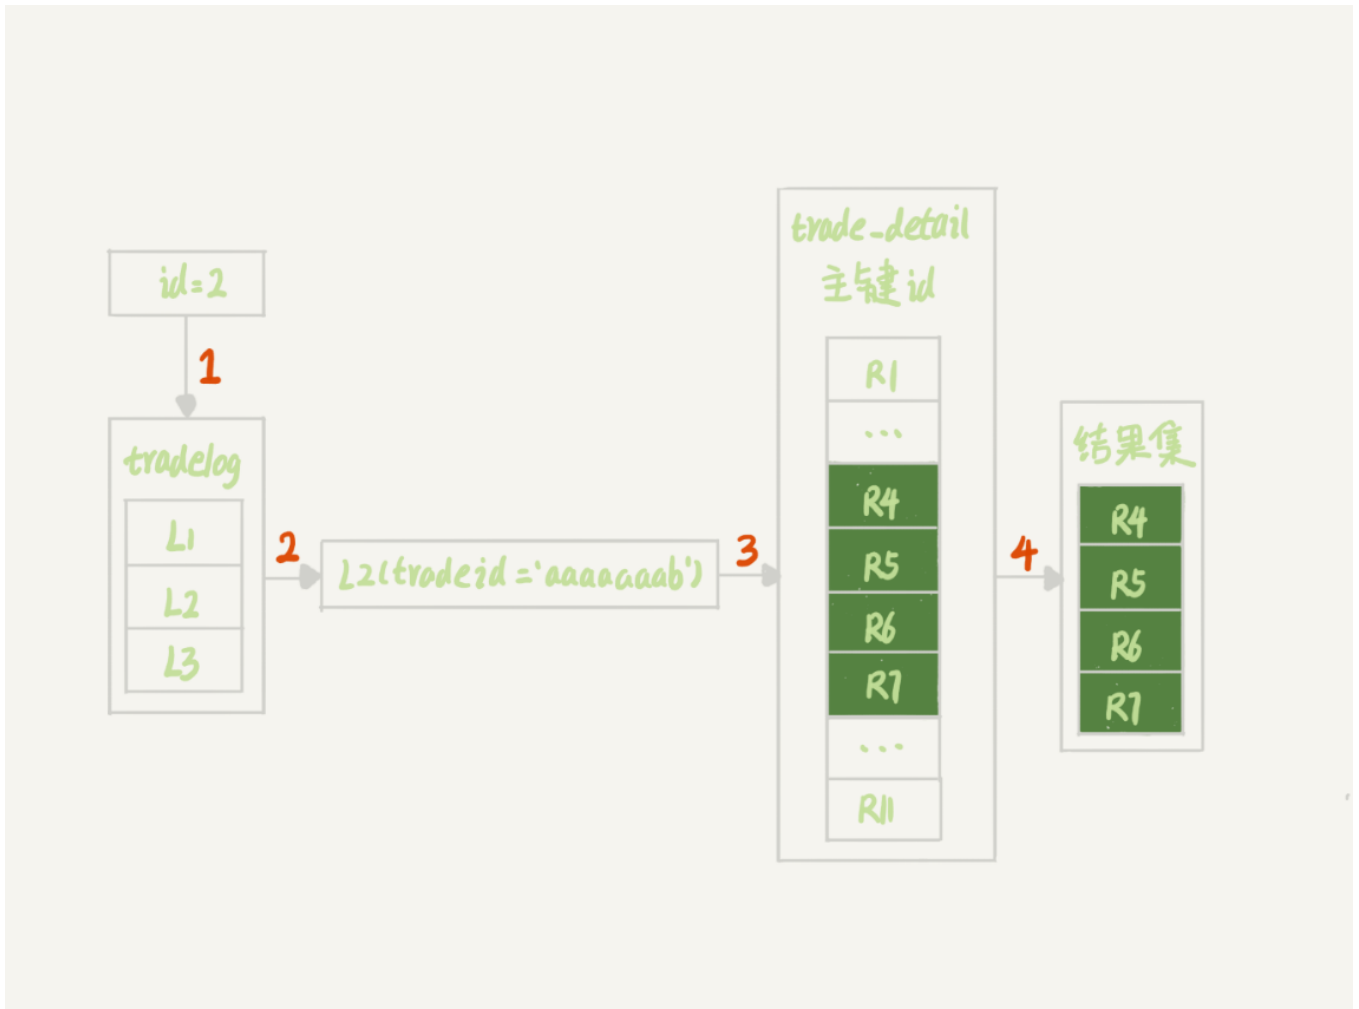 id=2
1
tradelog
L1
L2
L3
2
L2(tradeid='aaaaaaab')
3
trade_detail
主键id
R1
...
R4
R5
R6
R7
...
R11
4
结果集
R4
R5
R6
R7